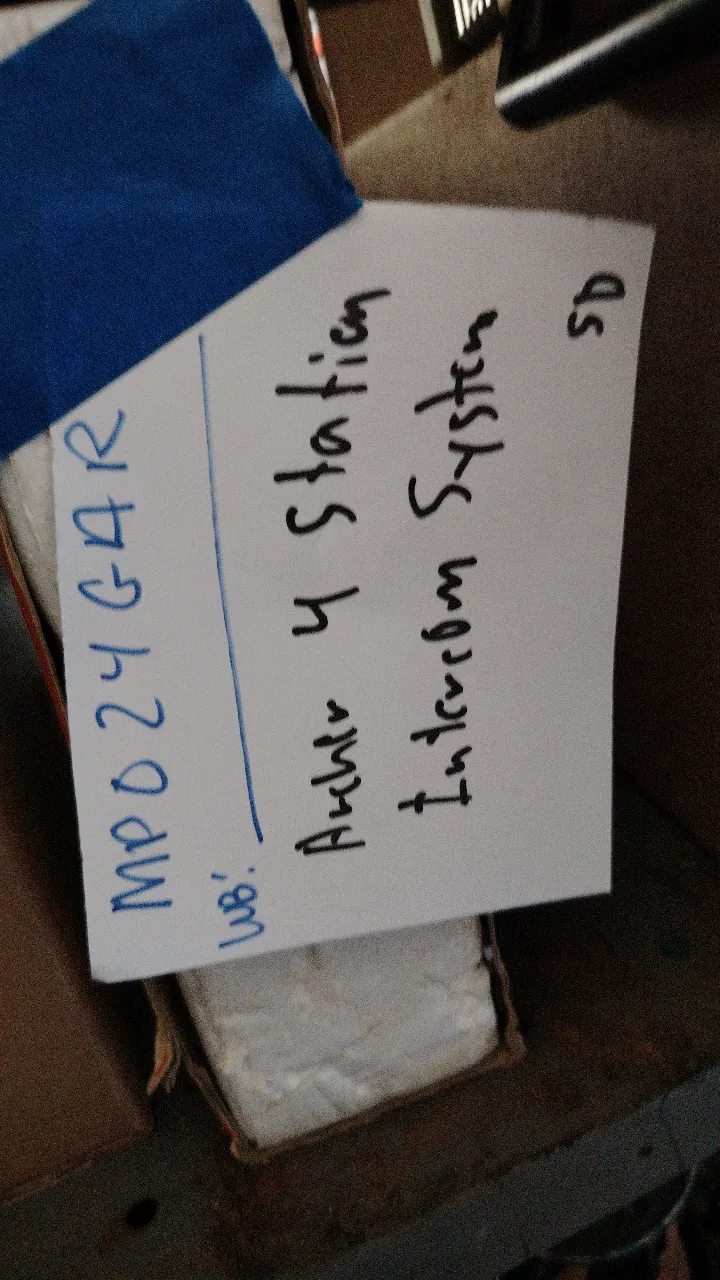 MPD24GAR
WB:
Archer 4 Station
Intercom System
SD